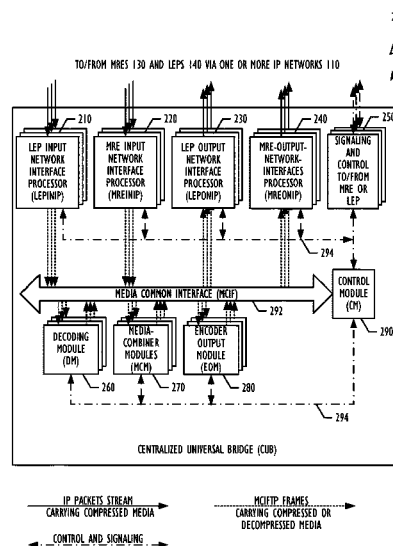 TO/FROM MRES 130 AND LEPS 140 VIA ONE OR MORE IP NETWORKS 110
210
220
230
240
250
LEP INPUT
NETWORK
INTERFACE
PROCESSOR
(LEPINIP)
MRE INPUT
NETWORK
INTERFACE
PROCESSOR
(MREINIP)
LEP OUTPUT
NETWORK
INTERFACE
PROCESSOR
(LEPONIP)
MRE-OUTPUT-
NETWORK-
INTERFACES
PROCESSOR
(MREONIP)
SIGNALING
AND
CONTROL
TO/FROM
MRE OR
LEP
294
MEDIA COMMON INTERFACE (MCIF)
292
CONTROL
MODULE
(CM)
290
DECODING
MODULE
(DM)
MEDIA-
COMBINER
MODULES
(MCM)
ENCODER
OUTPUT
MODULE
(EOM)
260
270
280
294
CENTRALIZED UNIVERSAL BRIDGE (CUB)
IP PACKETS STREAM
CARRYING COMPRESSED MEDIA
MCIFTP FRAMES
CARRYING COMPRESSED OR
DECOMPRESSED MEDIA
CONTROL AND SIGNALING